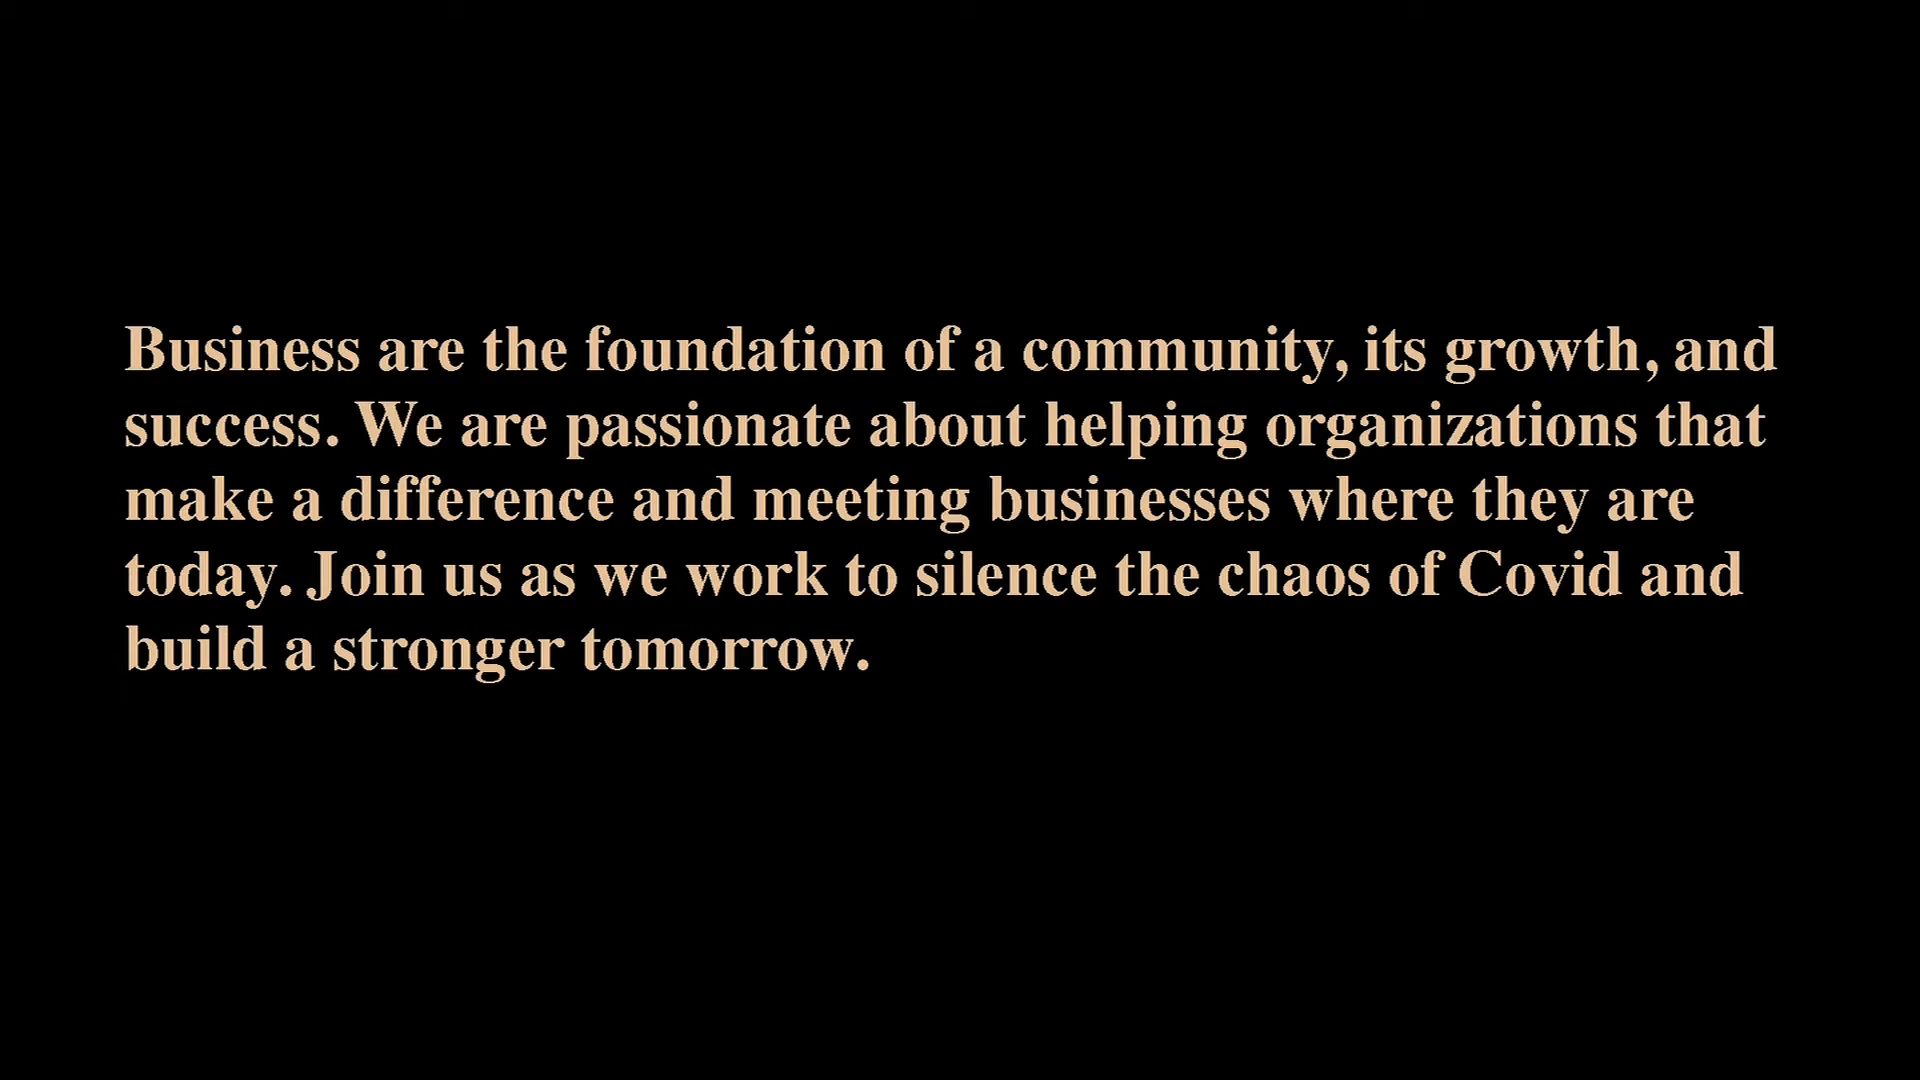 Business are the foundation of a community, its growth, and
success. We are passionate about helping organizations that
make a difference and meeting businesses where they are
today. Join us as we work to silence the chaos of Covid and
build a stronger tomorrow.